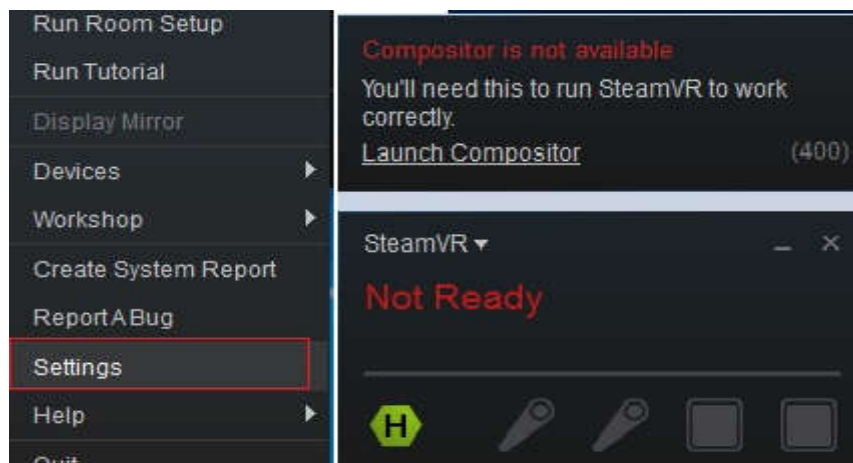 Run Room Setup
Run Tutorial
Display Mirror
Devices
Workshop
Create System Report
Report A Bug
Settings
Help
Quit
Compositor is not available
You'll need this to run SteamVR to work
correctly.
Launch Compositor (400)
SteamVR
Not Ready
H